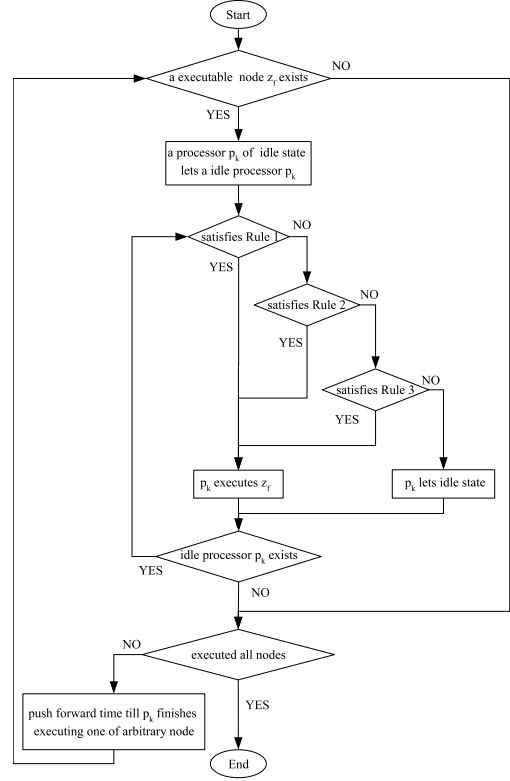 Start
a executable node z_f exists
NO
YES
a processor p_k of idle state
lets a idle processor p_k
satisfies Rule 1
NO
YES
satisfies Rule 2
NO
YES
satisfies Rule 3
NO
YES
p_k executes z_f
p_k lets idle state
idle processor p_k exists
YES
NO
executed all nodes
NO
YES
push forward time till p_k finishes
executing one of arbitrary node
End